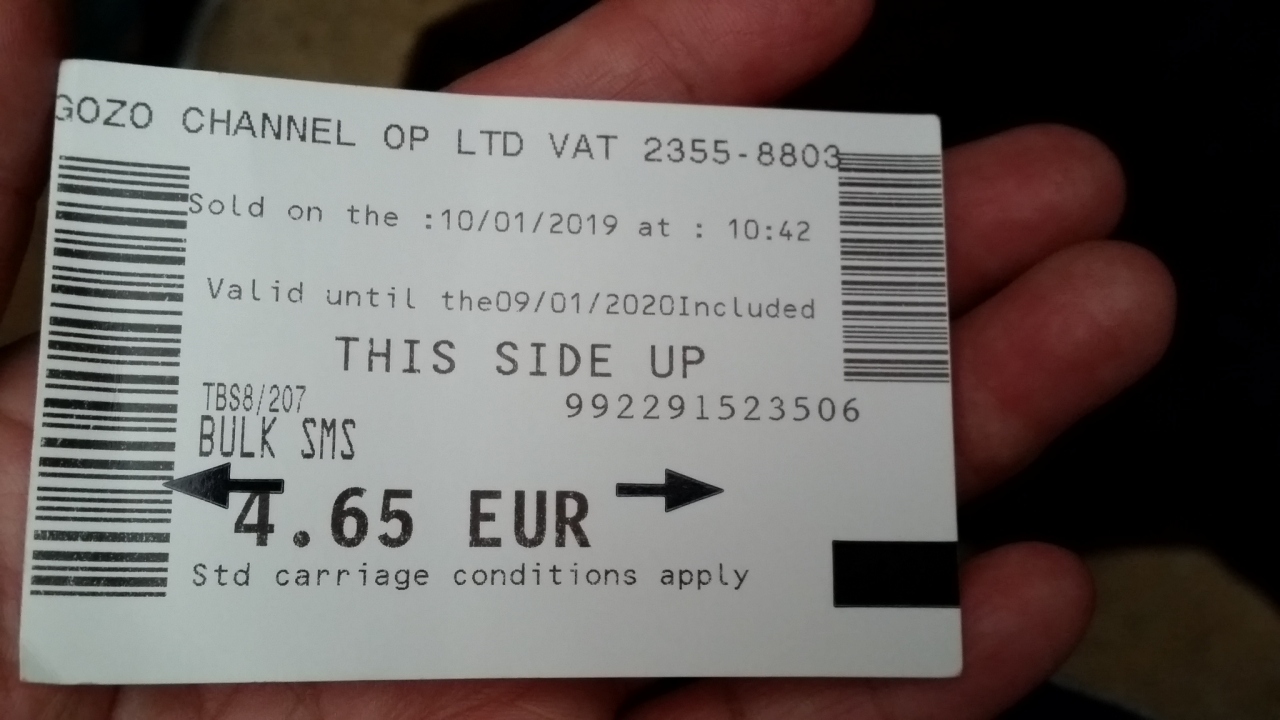 GOZO CHANNEL OP LTD VAT 2355-8803
Sold on the :10/01/2019 at : 10:42
Valid until the09/01/2020Included
THIS SIDE UP
TBS8/207
992291523506
BULK SMS
4.65 EUR
Std carriage conditions apply